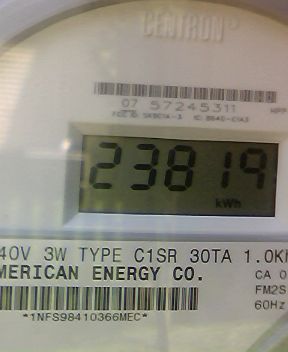 CENTRON
07 57245311
23819
kWh
40V 3W TYPE C1SR 30TA 1.0K
MERICAN ENERGY CO.
CA 0
FM2S
60Hz
*1NFS98410366MEC*